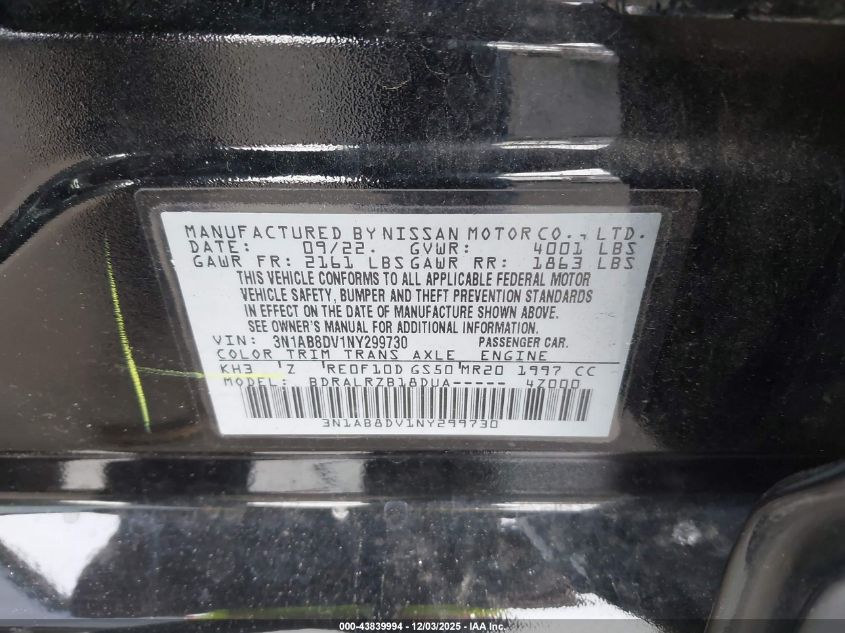 MANUFACTURED BY NISSAN MOTOR CO., LTD.
DATE: 09/22. GVWR: 4001 LBS
GAWR FR: 2161 LBS GAWR RR: 1863 LBS
THIS VEHICLE CONFORMS TO ALL APPLICABLE FEDERAL MOTOR
VEHICLE SAFETY, BUMPER AND THEFT PREVENTION STANDARDS
IN EFFECT ON THE DATE OF MANUFACTURE SHOWN ABOVE.
SEE OWNER'S MANUAL FOR ADDITIONAL INFORMATION.
VIN: 3N1AB8DV1NY299730 PASSENGER CAR.
COLOR TRIM TRANS AXLE ENGINE
KH3 'Z 'RE0F10D GS50 MR20 1997 CC
MODEL: BDRALRZB18DUA----- 4Z000
3N1AB8DV1NY299730
000-43839994 - 12/03/2025 - IAA Inc.